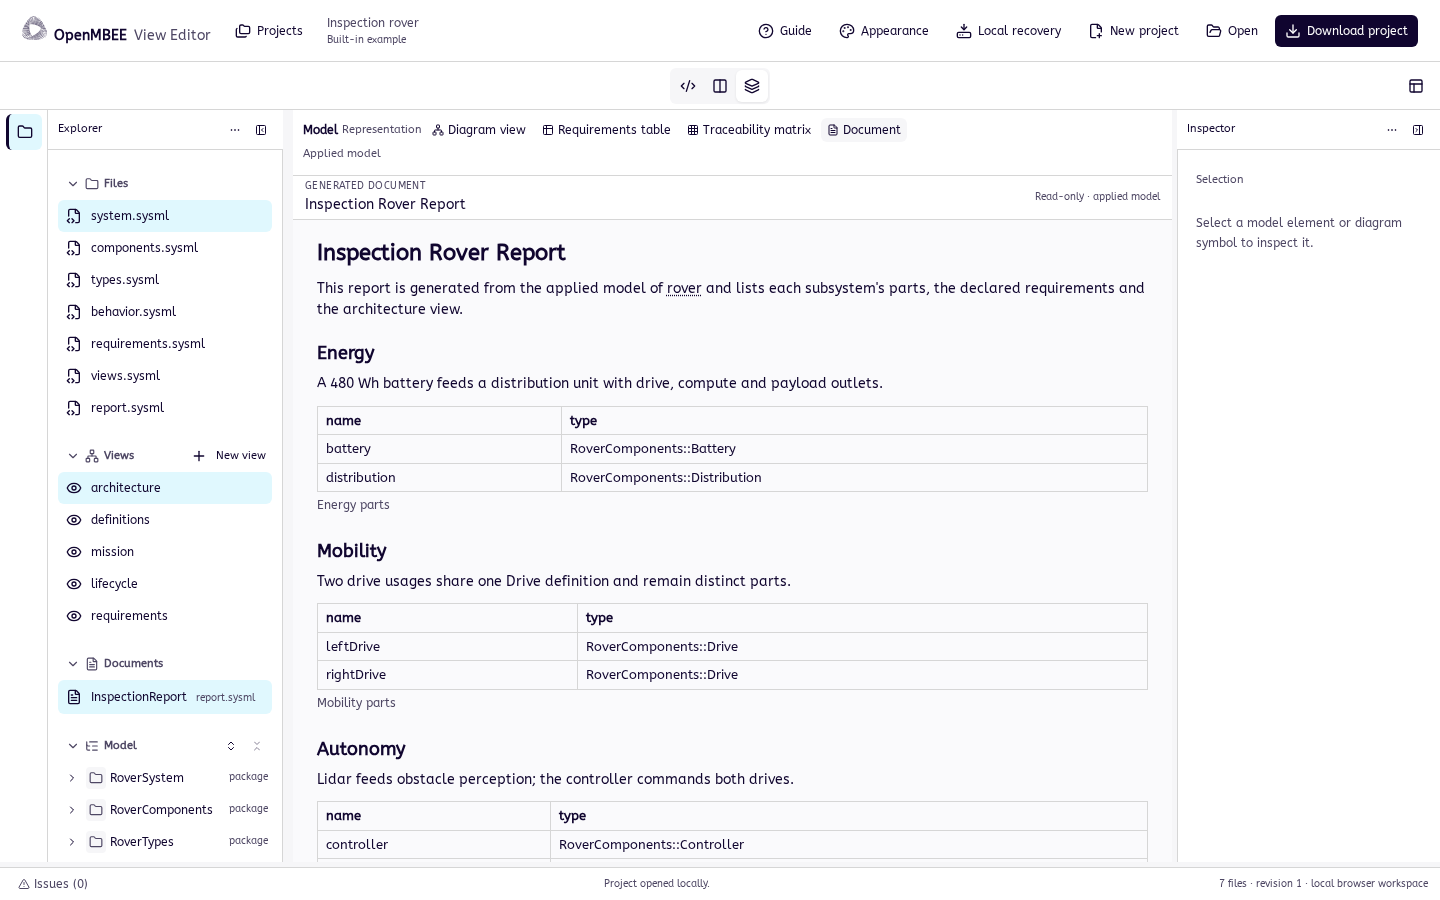 OpenMBEE View Editor
Projects
Inspection rover
Built-in example
Guide
Appearance
Local recovery
New project
Open
Download project
Explorer
Files
system.sysml
components.sysml
types.sysml
behavior.sysml
requirements.sysml
views.sysml
report.sysml
Views
New view
architecture
definitions
mission
lifecycle
requirements
Documents
InspectionReport report.sysml
Model
RoverSystem package
RoverComponents package
RoverTypes package
Model Representation Diagram view Requirements table Traceability matrix Document
Applied model
GENERATED DOCUMENT
Inspection Rover Report
Read-only · applied model
Inspection Rover Report
This report is generated from the applied model of rover and lists each subsystem's parts, the declared requirements and
the architecture view.
Energy
A 480 Wh battery feeds a distribution unit with drive, compute and payload outlets.
name type
battery RoverComponents::Battery
distribution RoverComponents::Distribution
Energy parts
Mobility
Two drive usages share one Drive definition and remain distinct parts.
name type
leftDrive RoverComponents::Drive
rightDrive RoverComponents::Drive
Mobility parts
Autonomy
Lidar feeds obstacle perception; the controller commands both drives.
name type
controller RoverComponents::Controller
Inspector
Selection
Select a model element or diagram
symbol to inspect it.
Issues (0)
Project opened locally.
7 files · revision 1 · local browser workspace